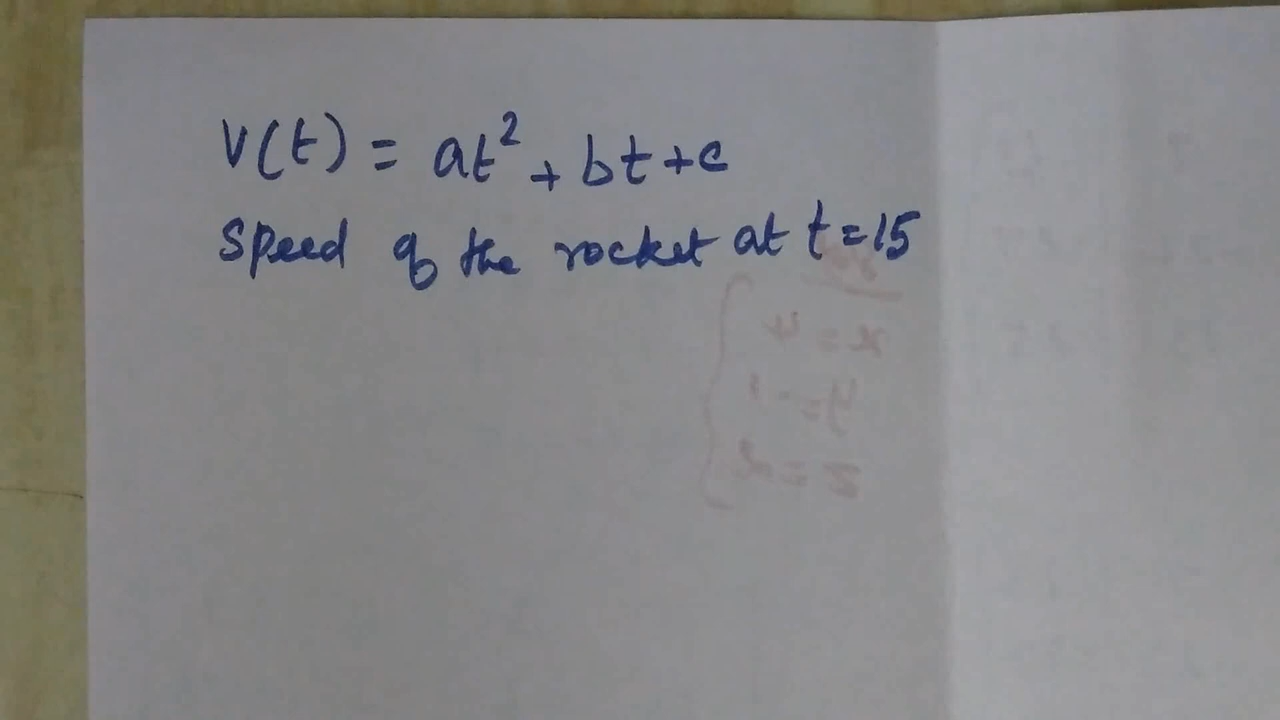 V(t) = at² + bt + c
Speed of the rocket at t = 15